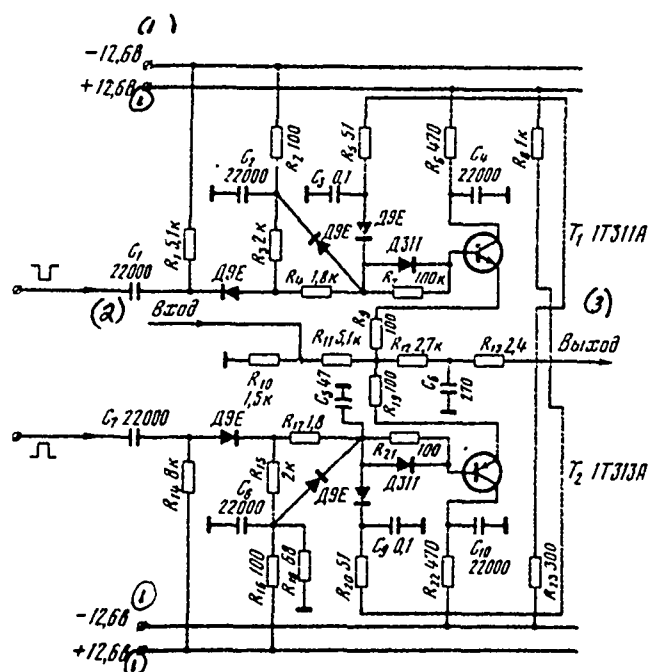 (1)
-12,6В
+12,6В
(1)
R₂ 100
R₅ 51
R₆ 470
R₈ 1к
C₂
22000
C₃ 0,1
C₄
22000
R₁ 5,1к
R₃ 2к
Д9Е
Д9Е
Т₁ 1Т311А
C₁
22000
Д9Е
R₄ 1,8к
Д311
100к
(2)
Вход
R₉
100
(3)
R₁₁ 5,1к
R₁₂ 2,7к
R₁₃ 2,4
Выход
R₁₀
1,5к
C₅ 47
R₁₉ 100
C₆
270
C₇ 22000
Д9Е
R₁₇ 1,8
R₂₁
100
R₁₄ 8к
R₁₅
2к
Д9Е
Д311
Т₂ 1Т313А
C₈
22000
C₉ 0,1
C₁₀
22000
R₁₆ 100
R₁₈ 68
R₂₀ 51
R₂₂ 470
R₂₃ 300
(1)
-12,6В
+12,6В
(1)